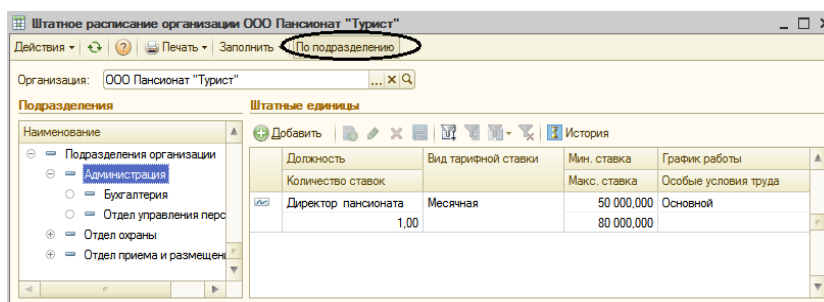 Штатное расписание организации ООО Пансионат "Турист"
Действия Печать Заполнить По подразделению
Организация: ООО Пансионат "Турист" ...
Подразделения Штатные единицы
Наименование Добавить История
Подразделения организации Должность Вид тарифной ставки Мин. ставка График работы
Администрация Количество ставок Макс. ставка Особые условия труда
Бухгалтерия Директор пансионата Месячная 50 000,000 Основной
Отдел управления перс 1,00 80 000,000
Отдел охраны
Отдел приема и размещен